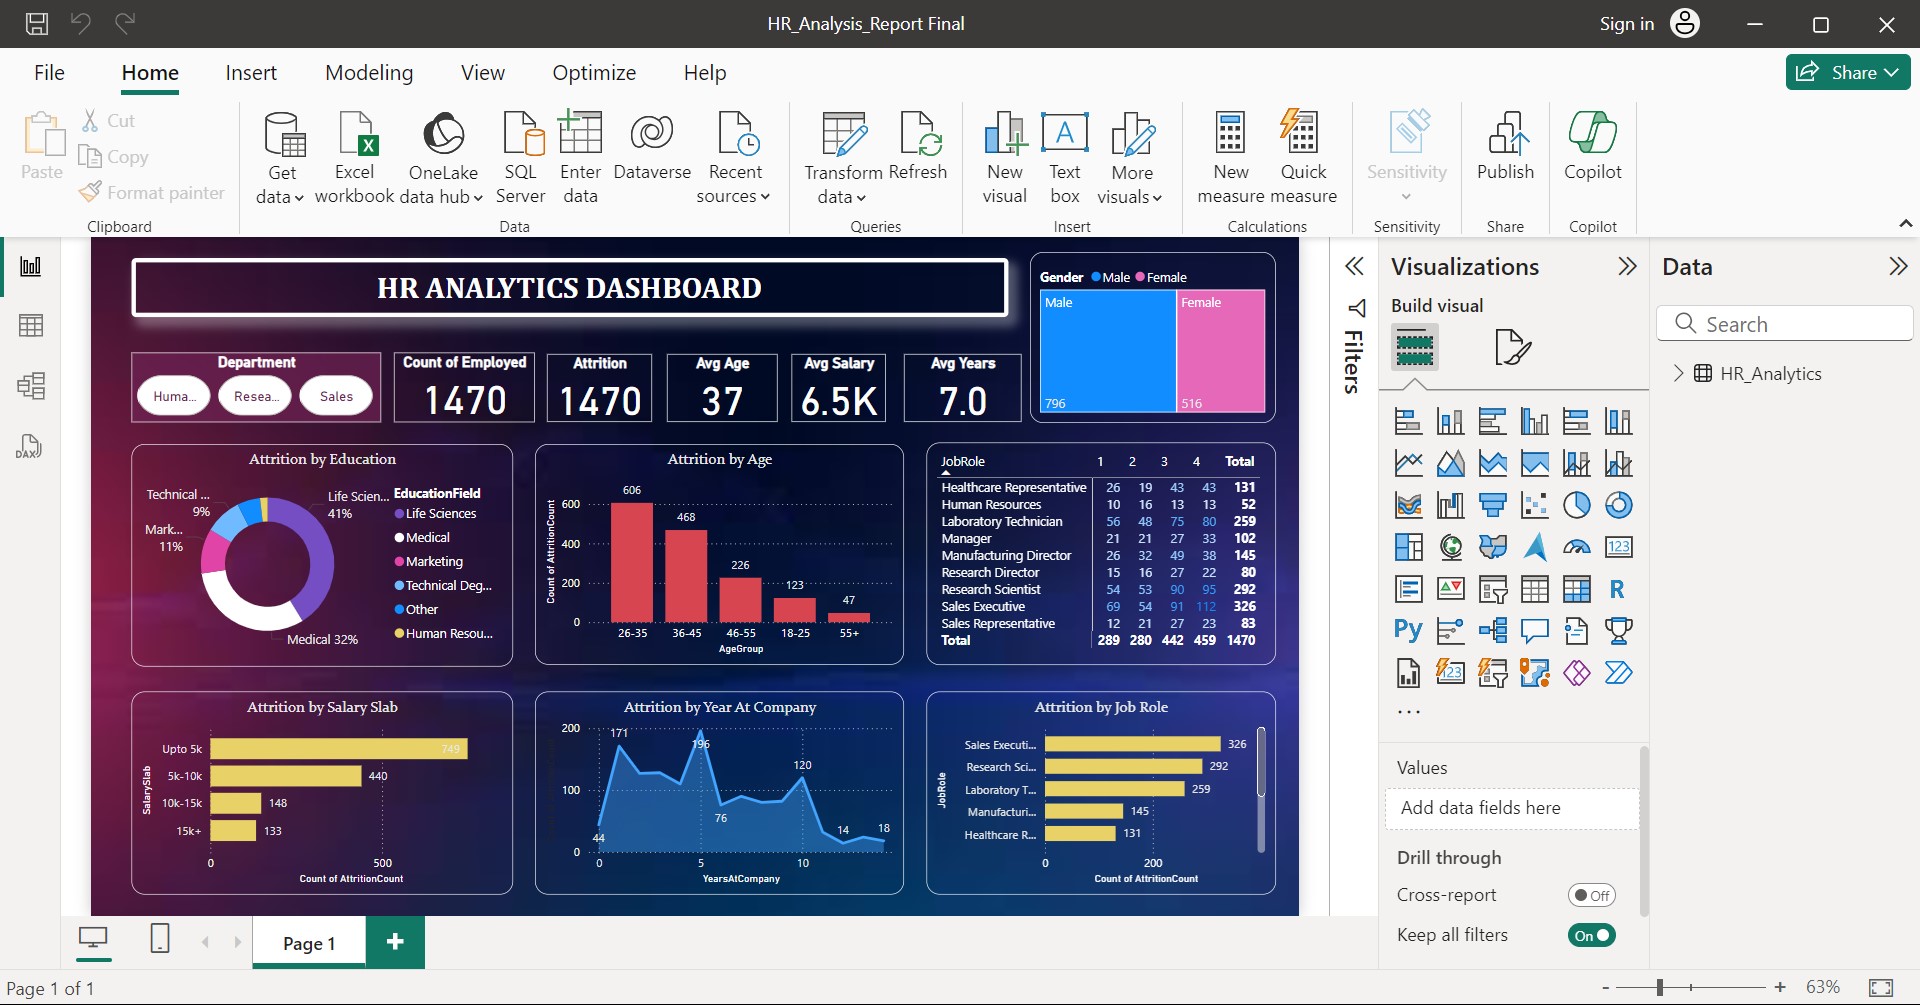 HR_Analysis_Report Final
Sign in
File Home Insert Modeling View Optimize Help
Share
Paste
Cut
Copy
Format painter
Clipboard
Get data
Excel workbook
OneLake data hub
SQL Server
Enter data
Dataverse
Recent sources
Data
Transform data
Refresh
Queries
New visual
Text box
More visuals
Insert
New measure
Quick measure
Calculations
Sensitivity
Sensitivity
Publish
Share
Copilot
Copilot
HR ANALYTICS DASHBOARD
Gender Male Female
Male
796
Female
516
Department
Huma... Resea... Sales
Count of Employed
1470
Attrition
1470
Avg Age
37
Avg Salary
6.5K
Avg Years
7.0
Attrition by Education
Technical ...
9%
Mark...
11%
Life Scien...
41%
Medical 32%
EducationField
Life Sciences
Medical
Marketing
Technical Deg...
Other
Human Resou...
Attrition by Age
Count of AttritionCount
600
400
200
0
606
468
226
123
47
26-35 36-45 46-55 18-25 55+
AgeGroup
JobRole 1 2 3 4 Total
Healthcare Representative 26 19 43 43 131
Human Resources 10 16 13 13 52
Laboratory Technician 56 48 75 80 259
Manager 21 21 27 33 102
Manufacturing Director 26 32 49 38 145
Research Director 15 16 27 22 80
Research Scientist 54 53 90 95 292
Sales Executive 69 54 91 112 326
Sales Representative 12 21 27 23 83
Total 289 280 442 459 1470
Attrition by Salary Slab
SalarySlab
Upto 5k 749
5k-10k 440
10k-15k 148
15k+ 133
0 500
Count of AttritionCount
Attrition by Year At Company
200
100
0
44
171
196
76
120
14
18
0 5 10
YearsAtCompany
Attrition by Job Role
JobRole
Sales Executi... 326
Research Sci... 292
Laboratory T... 259
Manufacturi... 145
Healthcare R... 131
0 200
Count of AttritionCount
Filters
Visualizations
Build visual
123
R
Py
123
...
Values
Add data fields here
Drill through
Cross-report Off
Keep all filters On
Data
Search
HR_Analytics
DAX
Page 1
Page 1 of 1
- + 63%